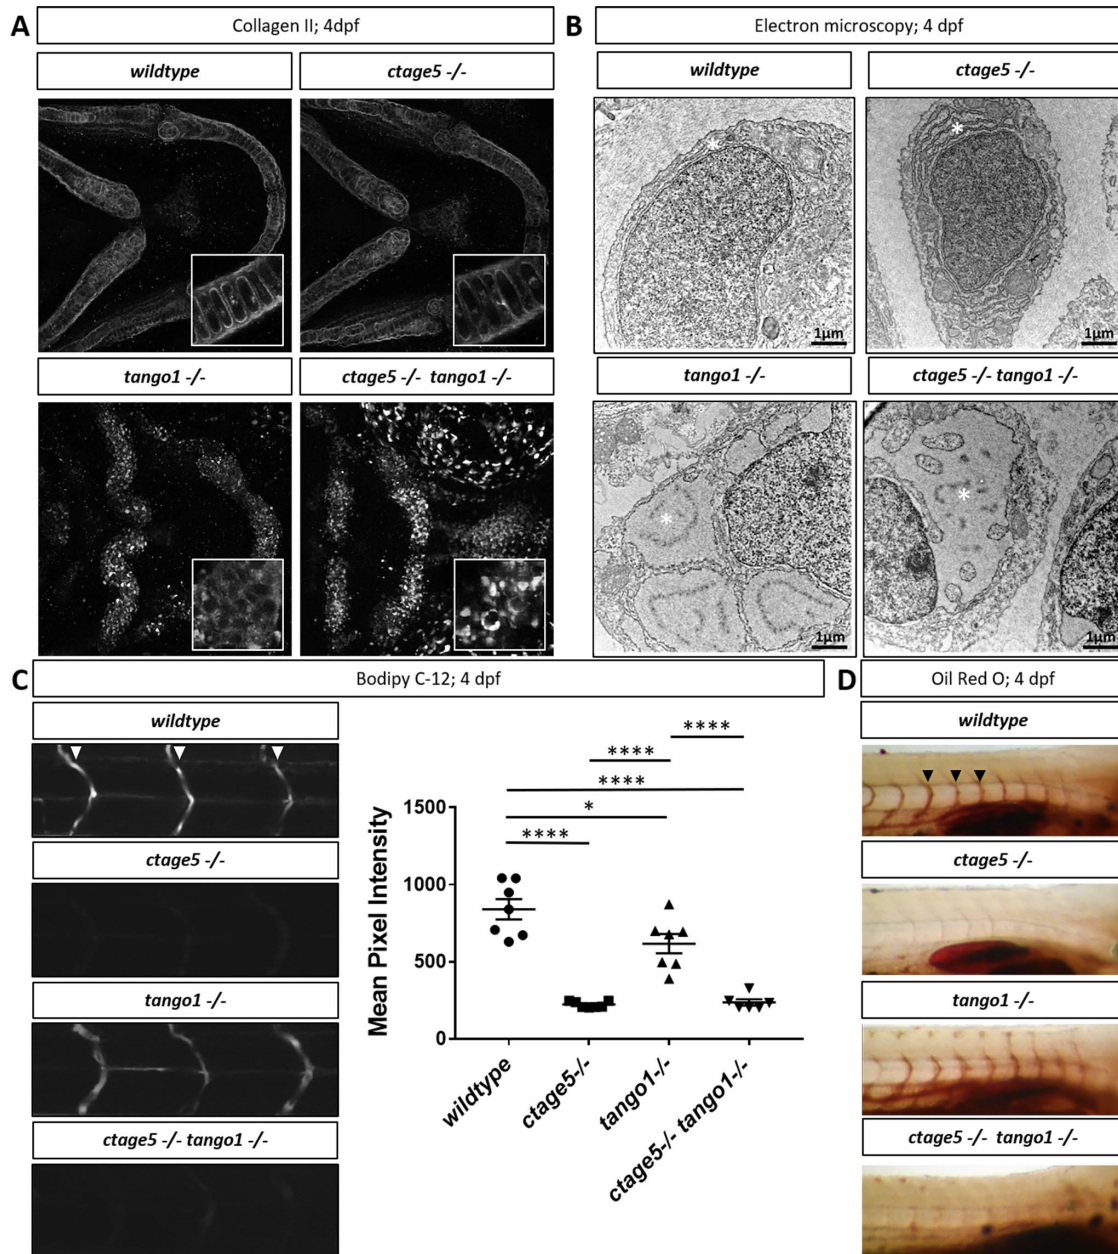 A
Collagen II; 4dpf
wildtype
ctage5 -/-
tango1 -/-
ctage5 -/- tango1 -/-
B
Electron microscopy; 4 dpf
wildtype
ctage5 -/-
*
*
1µm
1µm
tango1 -/-
ctage5 -/- tango1 -/-
*
*
1µm
1µm
C
Bodipy C-12; 4 dpf
wildtype
ctage5 -/-
tango1 -/-
ctage5 -/- tango1 -/-
****
****
****
*
****
Mean Pixel Intensity
1500
1000
500
0
wildtype
ctage5-/-
tango1-/-
ctage5-/- tango1-/-
D
Oil Red O; 4 dpf
wildtype
ctage5 -/-
tango1 -/-
ctage5 -/- tango1 -/-